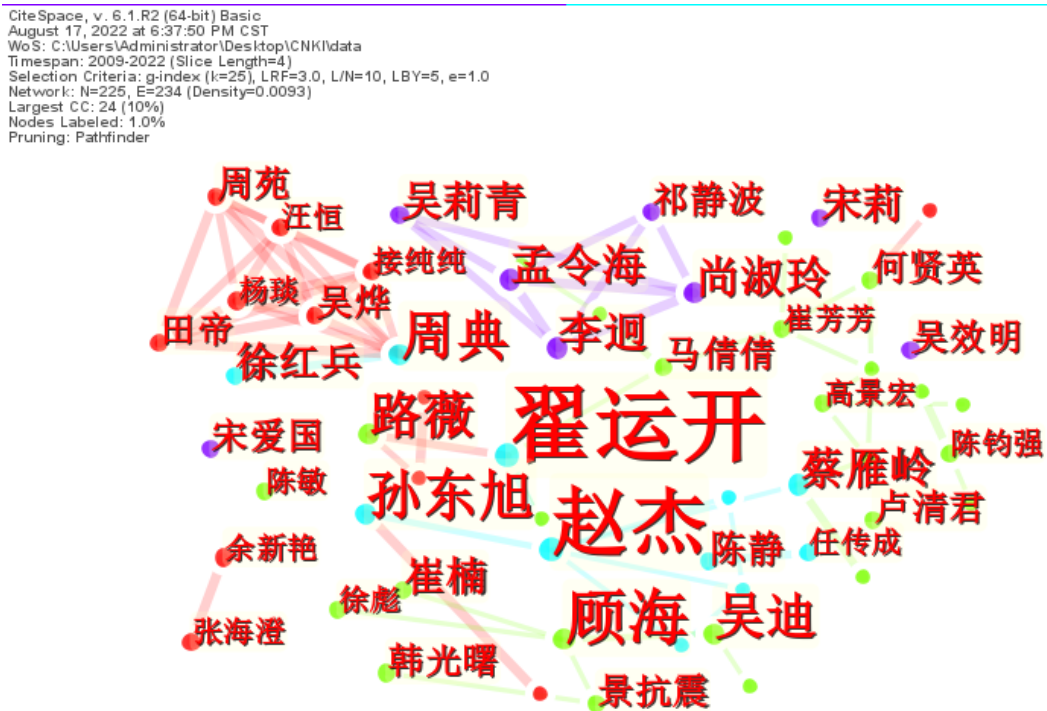 CiteSpace, v. 6.1.R2 (64-bit) Basic
August 17, 2022 at 6:37:50 PM CST
WoS: C:\Users\Administrator\Desktop\CNKI\data
Timespan: 2009-2022 (Slice Length=4)
Selection Criteria: g-index (k=25), LRF=3.0, L/N=10, LBY=5, e=1.0
Network: N=225, E=234 (Density=0.0093)
Largest CC: 24 (10%)
Nodes Labeled: 1.0%
Pruning: Pathfinder
周苑
吴莉青
祁静波
宋莉
汪恒
接纯纯
孟令海
尚淑玲
何贤英
杨琰
吴烨
田帝
周典
李迥
崔芳芳
吴效明
徐红兵
马倩倩
高景宏
路薇
翟运开
宋爱国
陈钧强
蔡雁岭
陈敏
孙东旭
赵杰
卢清君
余新艳
陈静
任传成
崔楠
徐彪
顾海
吴迪
张海澄
韩光曙
景抗震